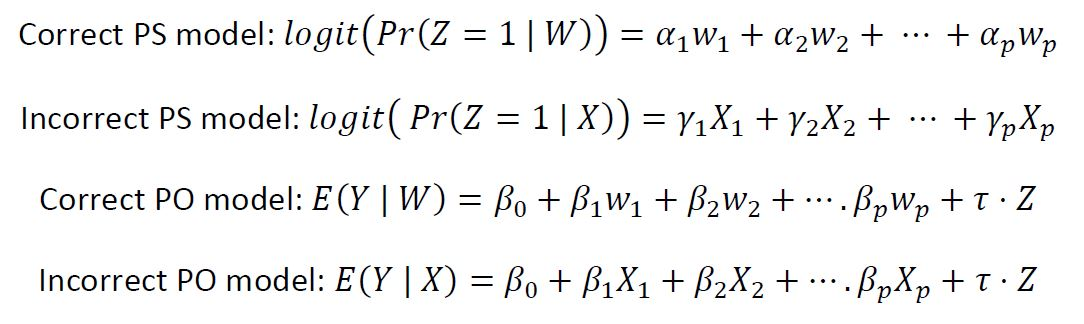 Correct PS model: logit(Pr(Z = 1 | W)) = α₁w₁ + α₂w₂ + ⋯ + αₚwₚ
Incorrect PS model: logit( Pr(Z = 1 | X)) = γ₁X₁ + γ₂X₂ + ⋯ + γₚXₚ
Correct PO model: E(Y | W) = β₀ + β₁w₁ + β₂w₂ + ⋯. βₚwₚ + τ · Z
Incorrect PO model: E(Y | X) = β₀ + β₁X₁ + β₂X₂ + ⋯. βₚXₚ + τ · Z